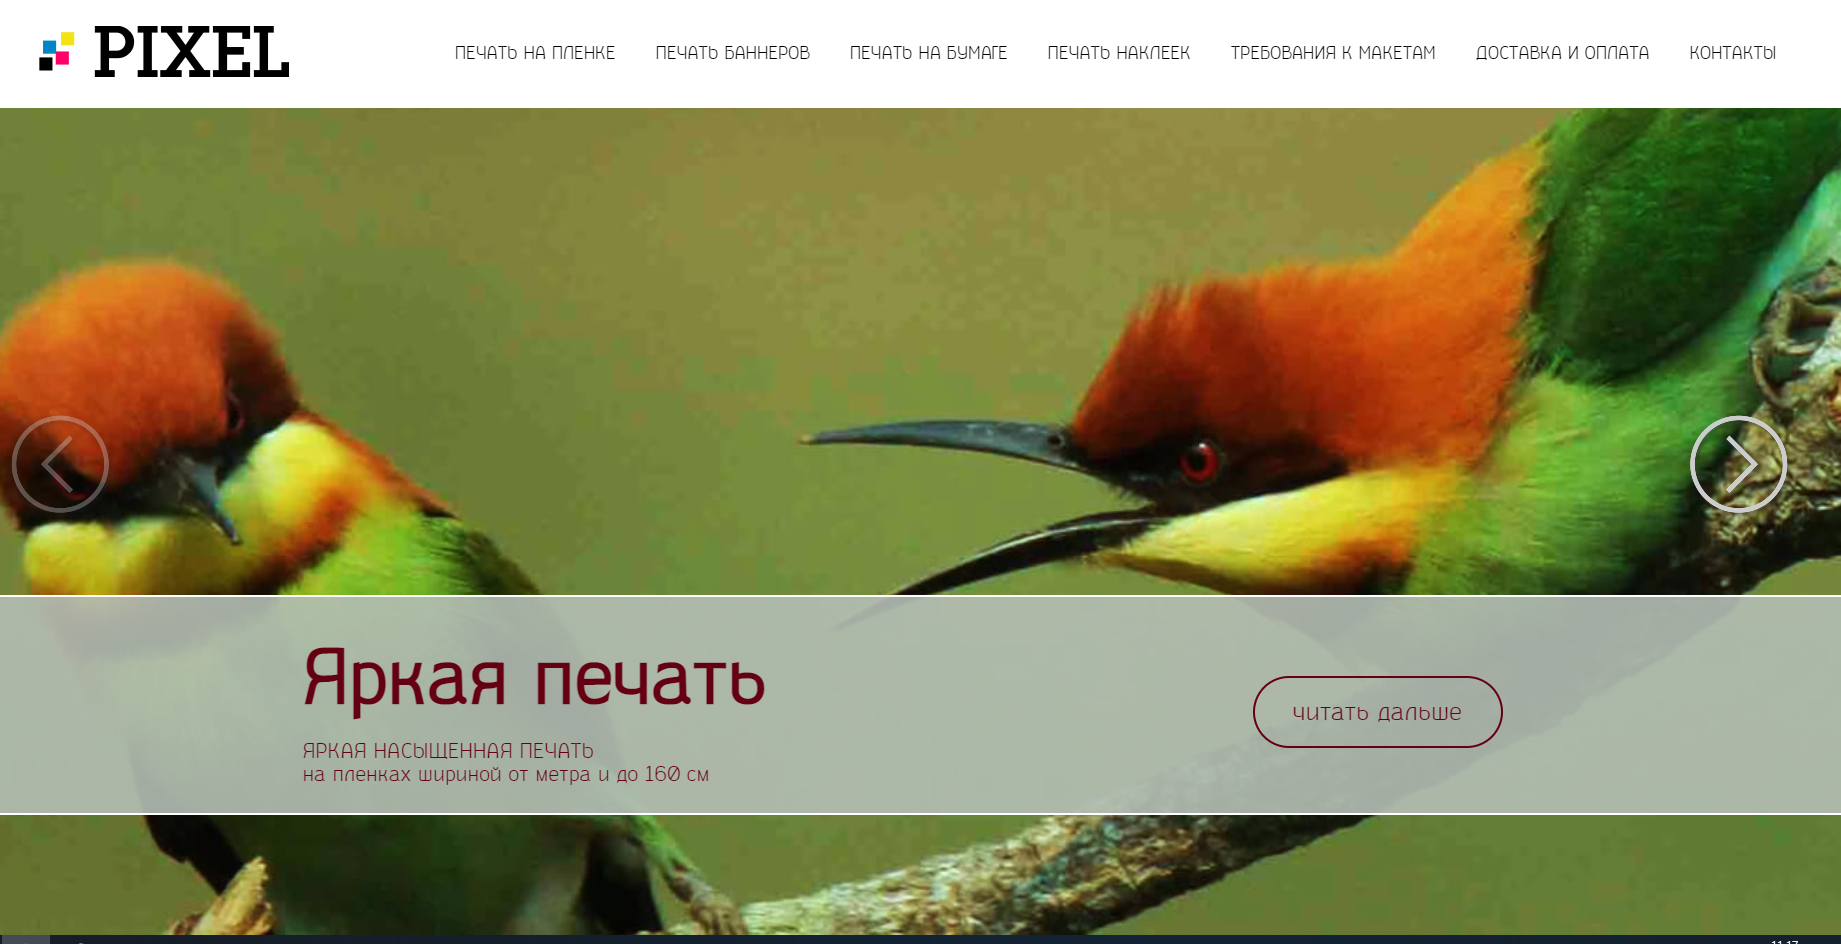 PIXEL
ПЕЧАТЬ НА ПЛЕНКЕ ПЕЧАТЬ БАННЕРОВ ПЕЧАТЬ НА БУМАГЕ ПЕЧАТЬ НАКЛЕЕК ТРЕБОВАНИЯ К МАКЕТАМ ДОСТАВКА И ОПЛАТА КОНТАКТЫ
Яркая печать
ЯРКАЯ НАСЫЩЕННАЯ ПЕЧАТЬ
на пленках шириной от метра и до 160 см
читать дальше